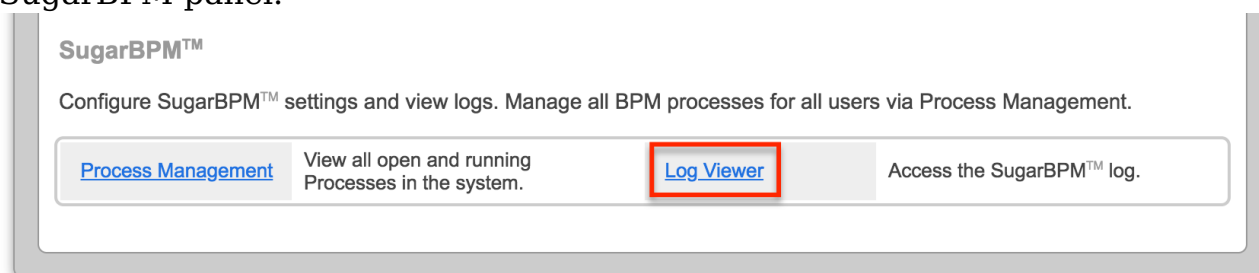 SugarBPM panel.
SugarBPM™
Configure SugarBPM™ settings and view logs. Manage all BPM processes for all users via Process Management.
Process Management
View all open and running
Processes in the system.
Log Viewer
Access the SugarBPM™ log.